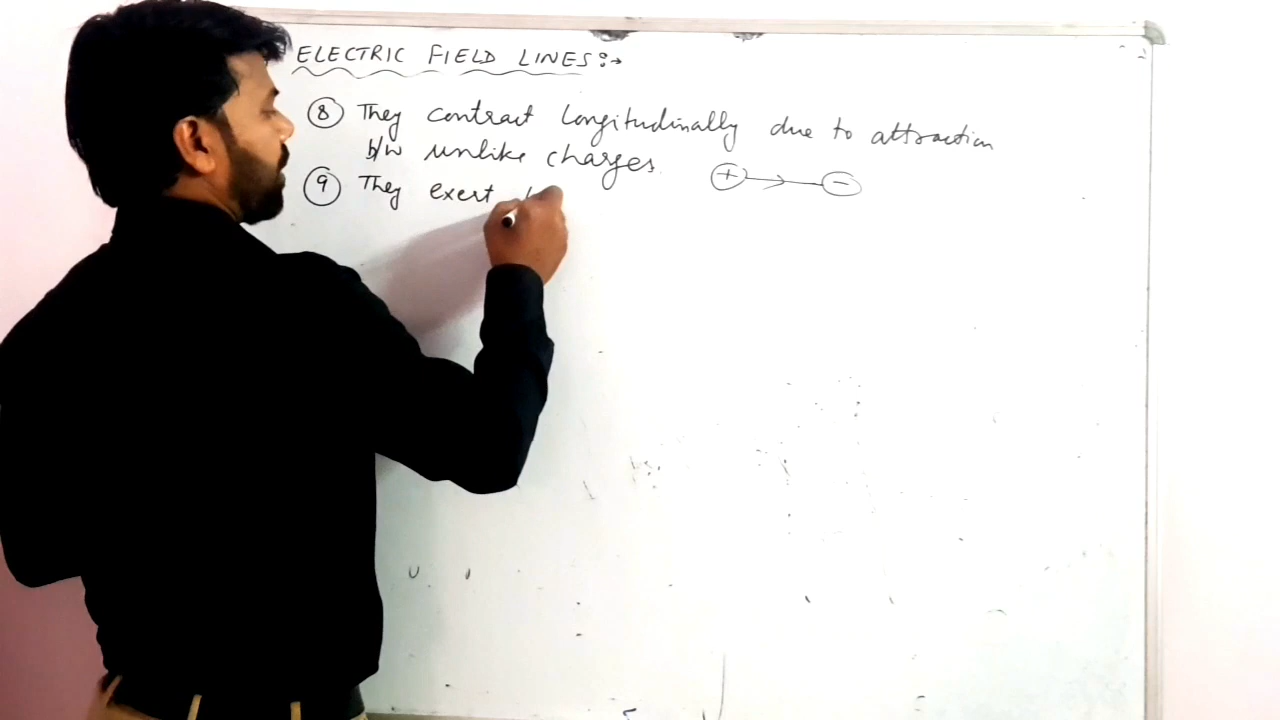 ELECTRIC FIELD LINES:→
⑧ They contract longitudinally due to attraction
b/w unlike charges. + → -
⑨ They exert